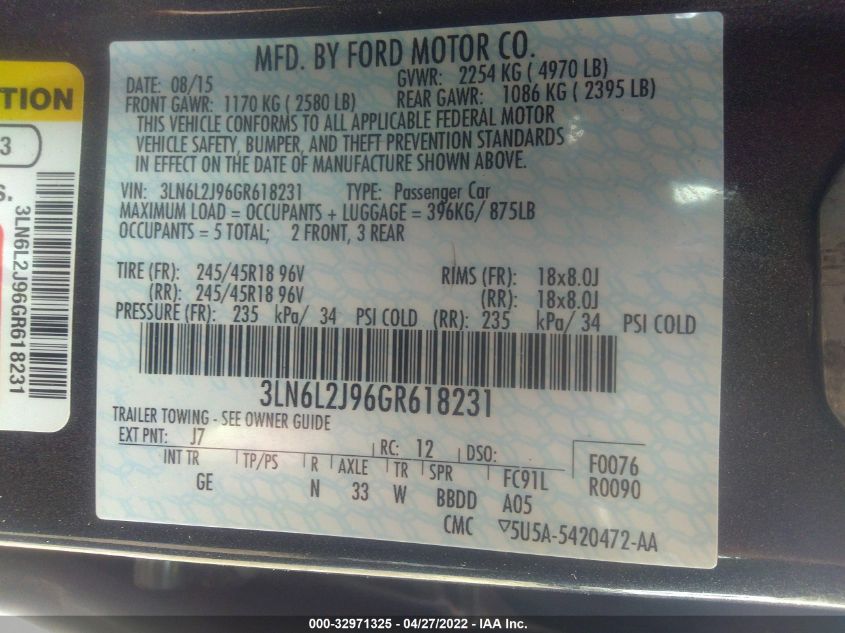 MFD. BY FORD MOTOR CO.
DATE: 08/15
GVWR: 2254 KG ( 4970 LB)
FRONT GAWR: 1170 KG ( 2580 LB)
REAR GAWR: 1086 KG ( 2395 LB)
THIS VEHICLE CONFORMS TO ALL APPLICABLE FEDERAL MOTOR
VEHICLE SAFETY, BUMPER, AND THEFT PREVENTION STANDARDS
IN EFFECT ON THE DATE OF MANUFACTURE SHOWN ABOVE.
VIN: 3LN6L2J96GR618231 TYPE: Passenger Car
MAXIMUM LOAD = OCCUPANTS + LUGGAGE = 396KG/ 875LB
OCCUPANTS = 5 TOTAL; 2 FRONT, 3 REAR
TIRE (FR): 245/45R18 96V RIMS (FR): 18x8.0J
(RR): 245/45R18 96V (RR): 18x8.0J
PRESSURE (FR): 235 kPa/ 34 PSI COLD (RR): 235 kPa/ 34 PSI COLD
3LN6L2J96GR618231
TRAILER TOWING - SEE OWNER GUIDE
EXT PNT: J7 RC: 12 DSO:
INT TR TP/PS R AXLE TR SPR FC91L F0076
GE N 33 W BBDD A05 R0090
CMC ▽5U5A-5420472-AA
TION
3
S.
3LN6L2J96GR618231
000-32971325 - 04/27/2022 - IAA Inc.